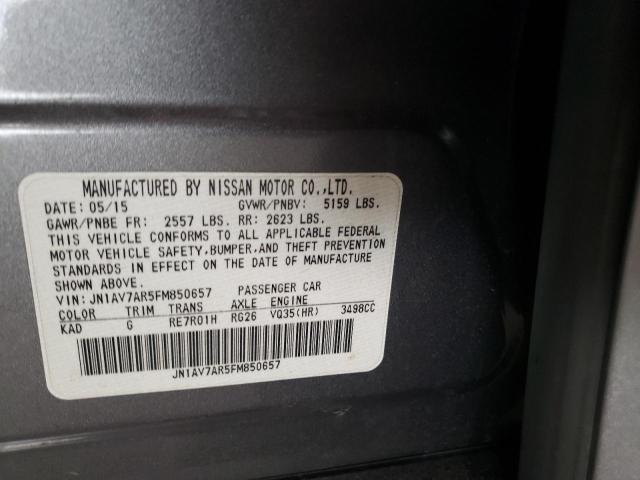 MANUFACTURED BY NISSAN MOTOR CO.,LTD.
DATE: 05/15 GVWR/PNBV: 5159 LBS.
GAWR/PNBE FR: 2557 LBS. RR: 2623 LBS.
THIS VEHICLE CONFORMS TO ALL APPLICABLE FEDERAL
MOTOR VEHICLE SAFETY,BUMPER,AND THEFT PREVENTION
STANDARDS IN EFFECT ON THE DATE OF MANUFACTURE
SHOWN ABOVE.
VIN: JN1AV7AR5FM850657 PASSENGER CAR
COLOR TRIM TRANS AXLE ENGINE
KAD G RE7R01H RG26 VQ35(HR) 3498CC
JN1AV7AR5FM850657